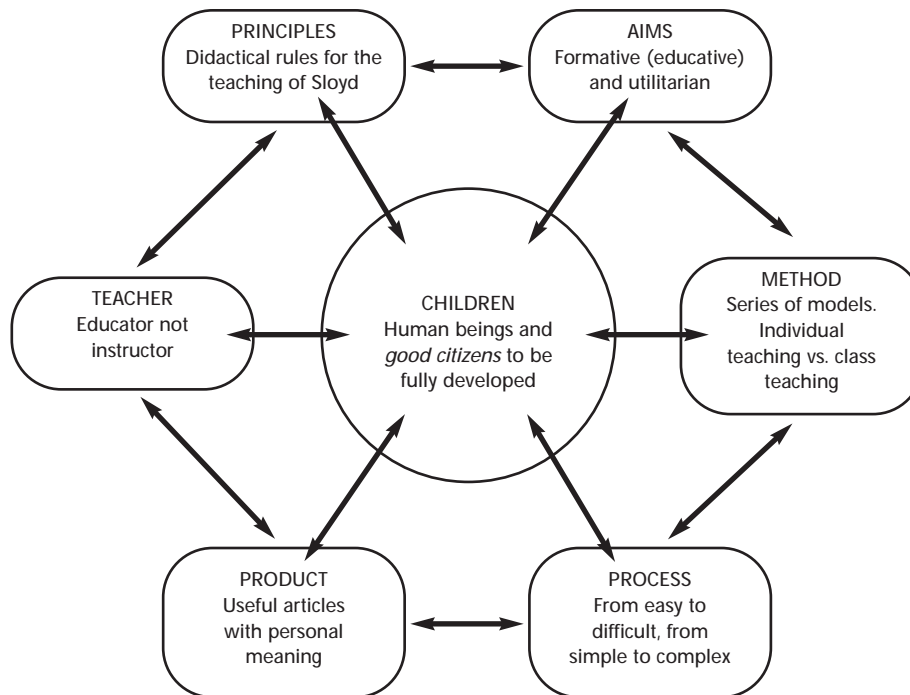 PRINCIPLES
Didactical rules for the
teaching of Sloyd
AIMS
Formative (educative)
and utilitarian
TEACHER
Educator not
instructor
CHILDREN
Human beings and
good citizens to be
fully developed
METHOD
Series of models.
Individual
teaching vs. class
teaching
PRODUCT
Useful articles
with personal
meaning
PROCESS
From easy to
difficult, from
simple to complex